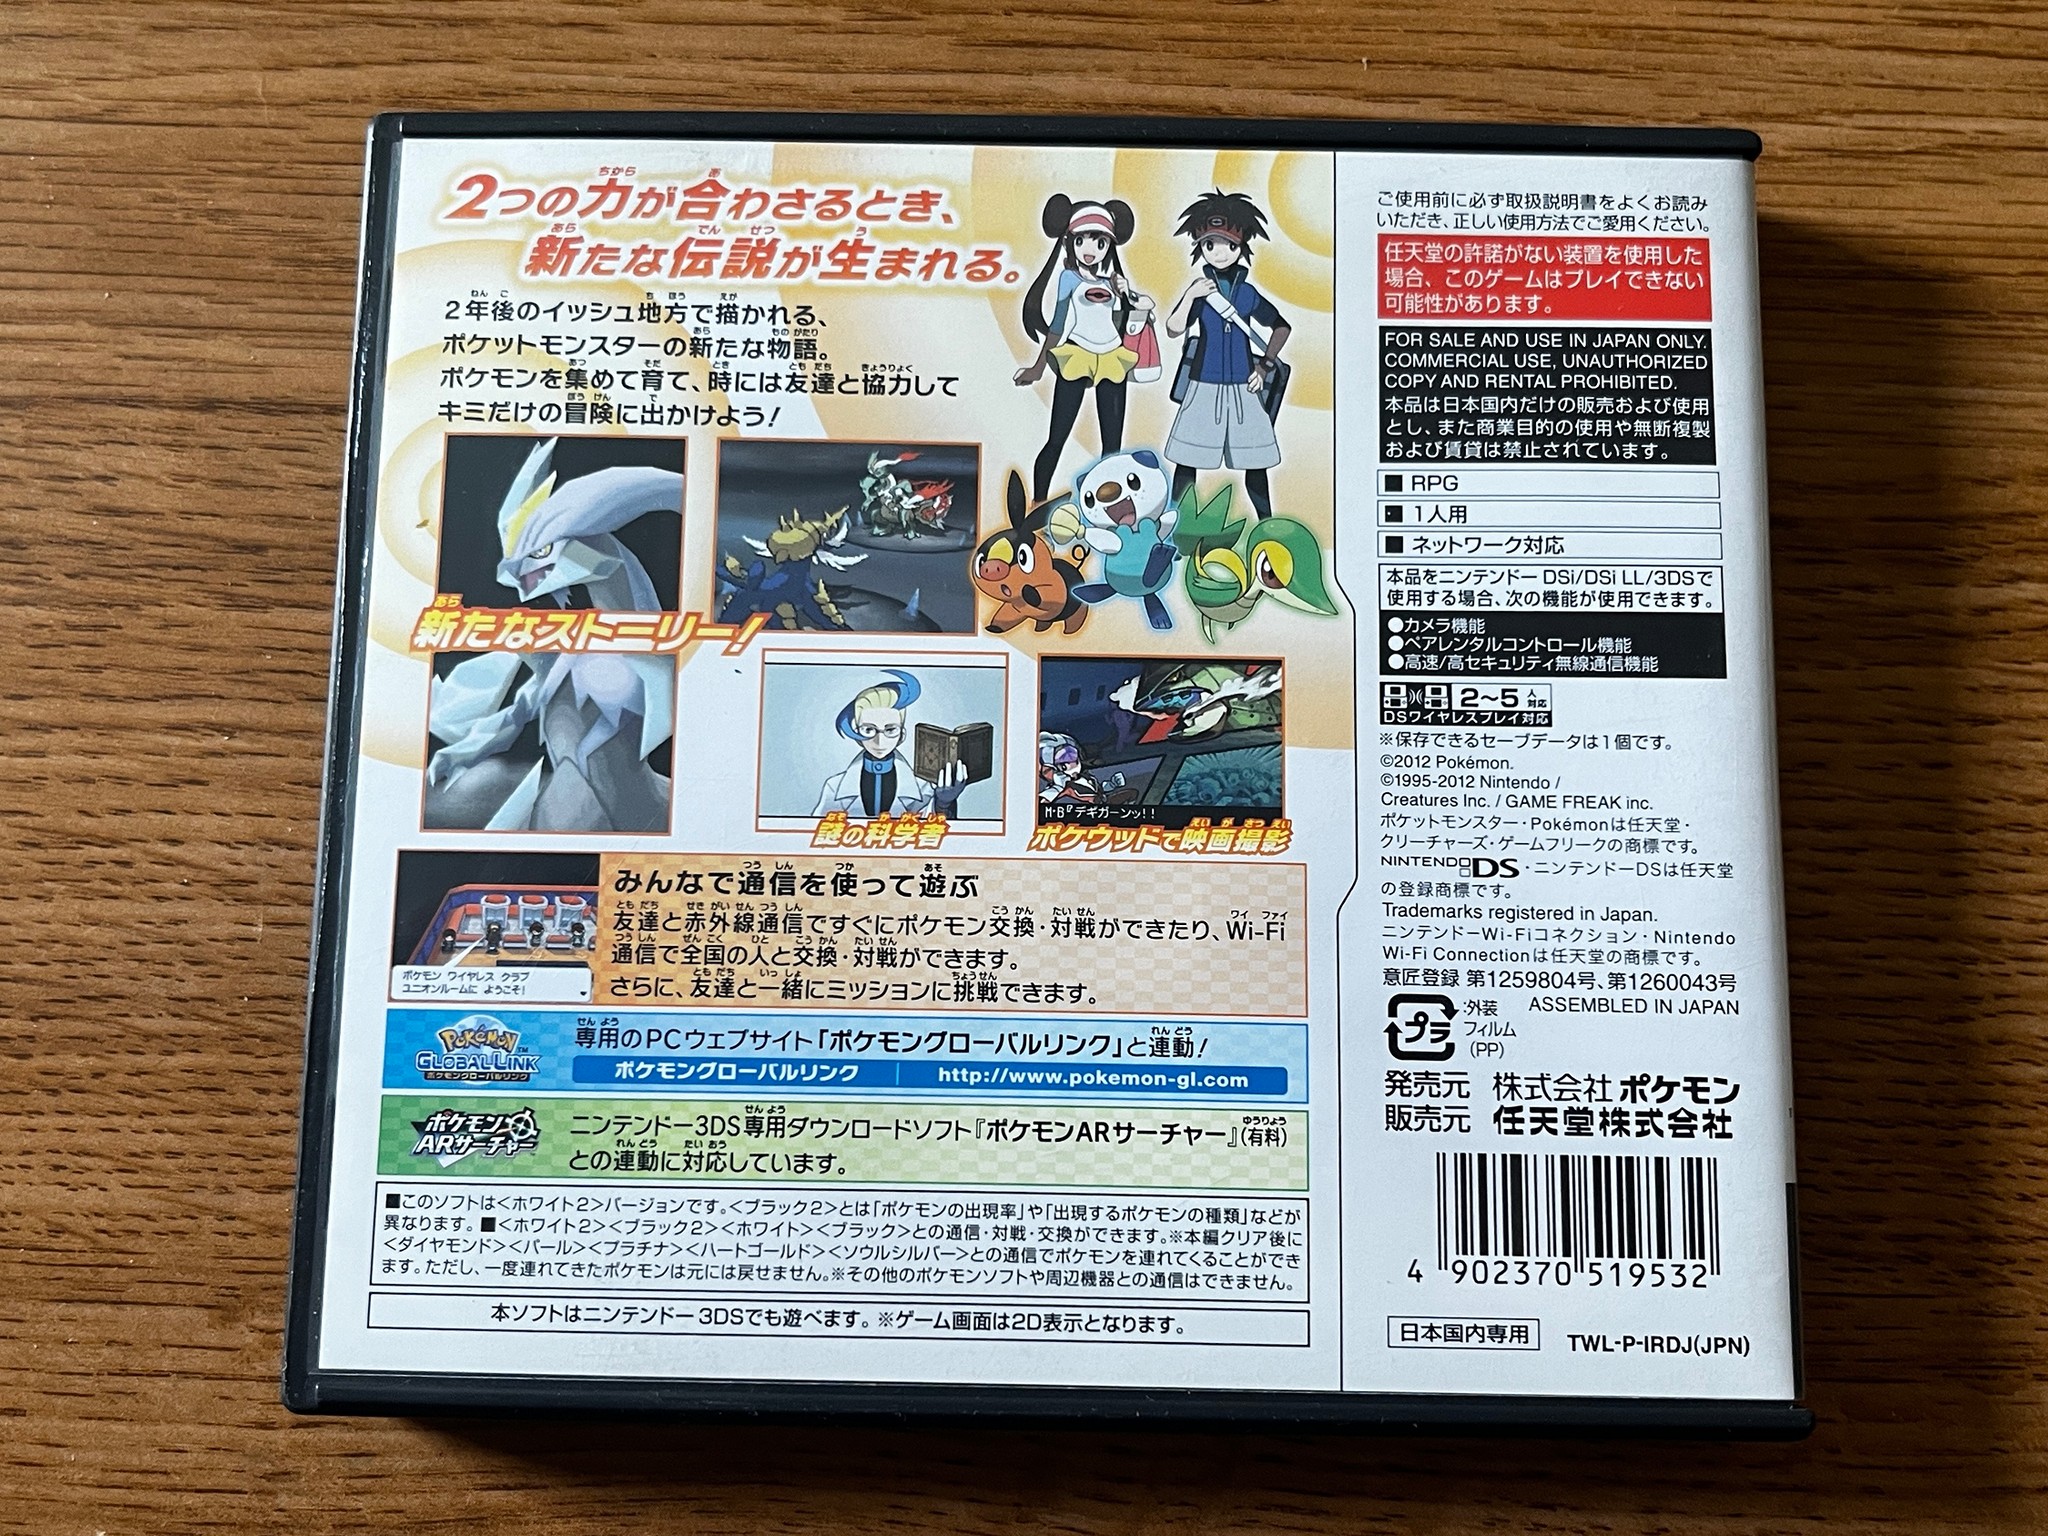 2つの力が合わさるとき、
新たな伝説が生まれる。
2年後のイッシュ地方で描かれる、
ポケットモンスターの新たな物語。
ポケモンを集めて育て、時には友達と協力して
キミだけの冒険に出かけよう!
新たなストーリー!
謎の科学者
M・B『デギガーンッ!!
ポケウッドで映画撮影
みんなで通信を使って遊ぶ
友達と赤外線通信ですぐにポケモン交換・対戦ができたり、Wi-Fi
通信で全国の人と交換・対戦ができます。
さらに、友達と一緒にミッションに挑戦できます。
ポケモン ワイヤレス クラブ
ユニオンルームに ようこそ!
POKéMON
GLOBAL LINK
ポケモングローバルリンク
専用のPCウェブサイト「ポケモングローバルリンク」と連動!
ポケモングローバルリンク http://www.pokemon-gl.com
ポケモン
ARサーチャー
ニンテンドー3DS専用ダウンロードソフト『ポケモンARサーチャー』(有料)
との連動に対応しています。
■このソフトは<ホワイト2>バージョンです。<ブラック2>とは「ポケモンの出現率」や「出現するポケモンの種類」などが
異なります。■<ホワイト2><ブラック2><ホワイト><ブラック>との通信・対戦・交換ができます。※本編クリア後に
<ダイヤモンド><パール><プラチナ><ハートゴールド><ソウルシルバー>との通信でポケモンを連れてくることができ
ます。ただし、一度連れてきたポケモンは元には戻せません。※その他のポケモンソフトや周辺機器との通信はできません。
本ソフトはニンテンドー3DSでも遊べます。※ゲーム画面は2D表示となります。
ご使用前に必ず取扱説明書をよくお読み
いただき、正しい使用方法でご愛用ください。
任天堂の許諾がない装置を使用した
場合、このゲームはプレイできない
可能性があります。
FOR SALE AND USE IN JAPAN ONLY.
COMMERCIAL USE, UNAUTHORIZED
COPY AND RENTAL PROHIBITED.
本品は日本国内だけの販売および使用
とし、また商業目的の使用や無断複製
および賃貸は禁止されています。
■ RPG
■ 1人用
■ ネットワーク対応
本品をニンテンドーDSi/DSi LL/3DSで
使用する場合、次の機能が使用できます。
●カメラ機能
●ペアレンタルコントロール機能
●高速/高セキュリティ無線通信機能
2〜5人対応
DSワイヤレスプレイ対応
※保存できるセーブデータは1個です。
©2012 Pokémon.
©1995-2012 Nintendo /
Creatures Inc. / GAME FREAK inc.
ポケットモンスター・Pokémonは任天堂・
クリーチャーズ・ゲームフリークの商標です。
NINTENDO DS・ニンテンドーDSは任天堂
の登録商標です。
Trademarks registered in Japan.
ニンテンドーWi-Fiコネクション・Nintendo
Wi-Fi Connectionは任天堂の商標です。
意匠登録 第1259804号、第1260043号
ASSEMBLED IN JAPAN
プラ
:外装
フィルム
(PP)
発売元 株式会社ポケモン
販売元 任天堂株式会社
4 902370 519532
日本国内専用
TWL-P-IRDJ(JPN)